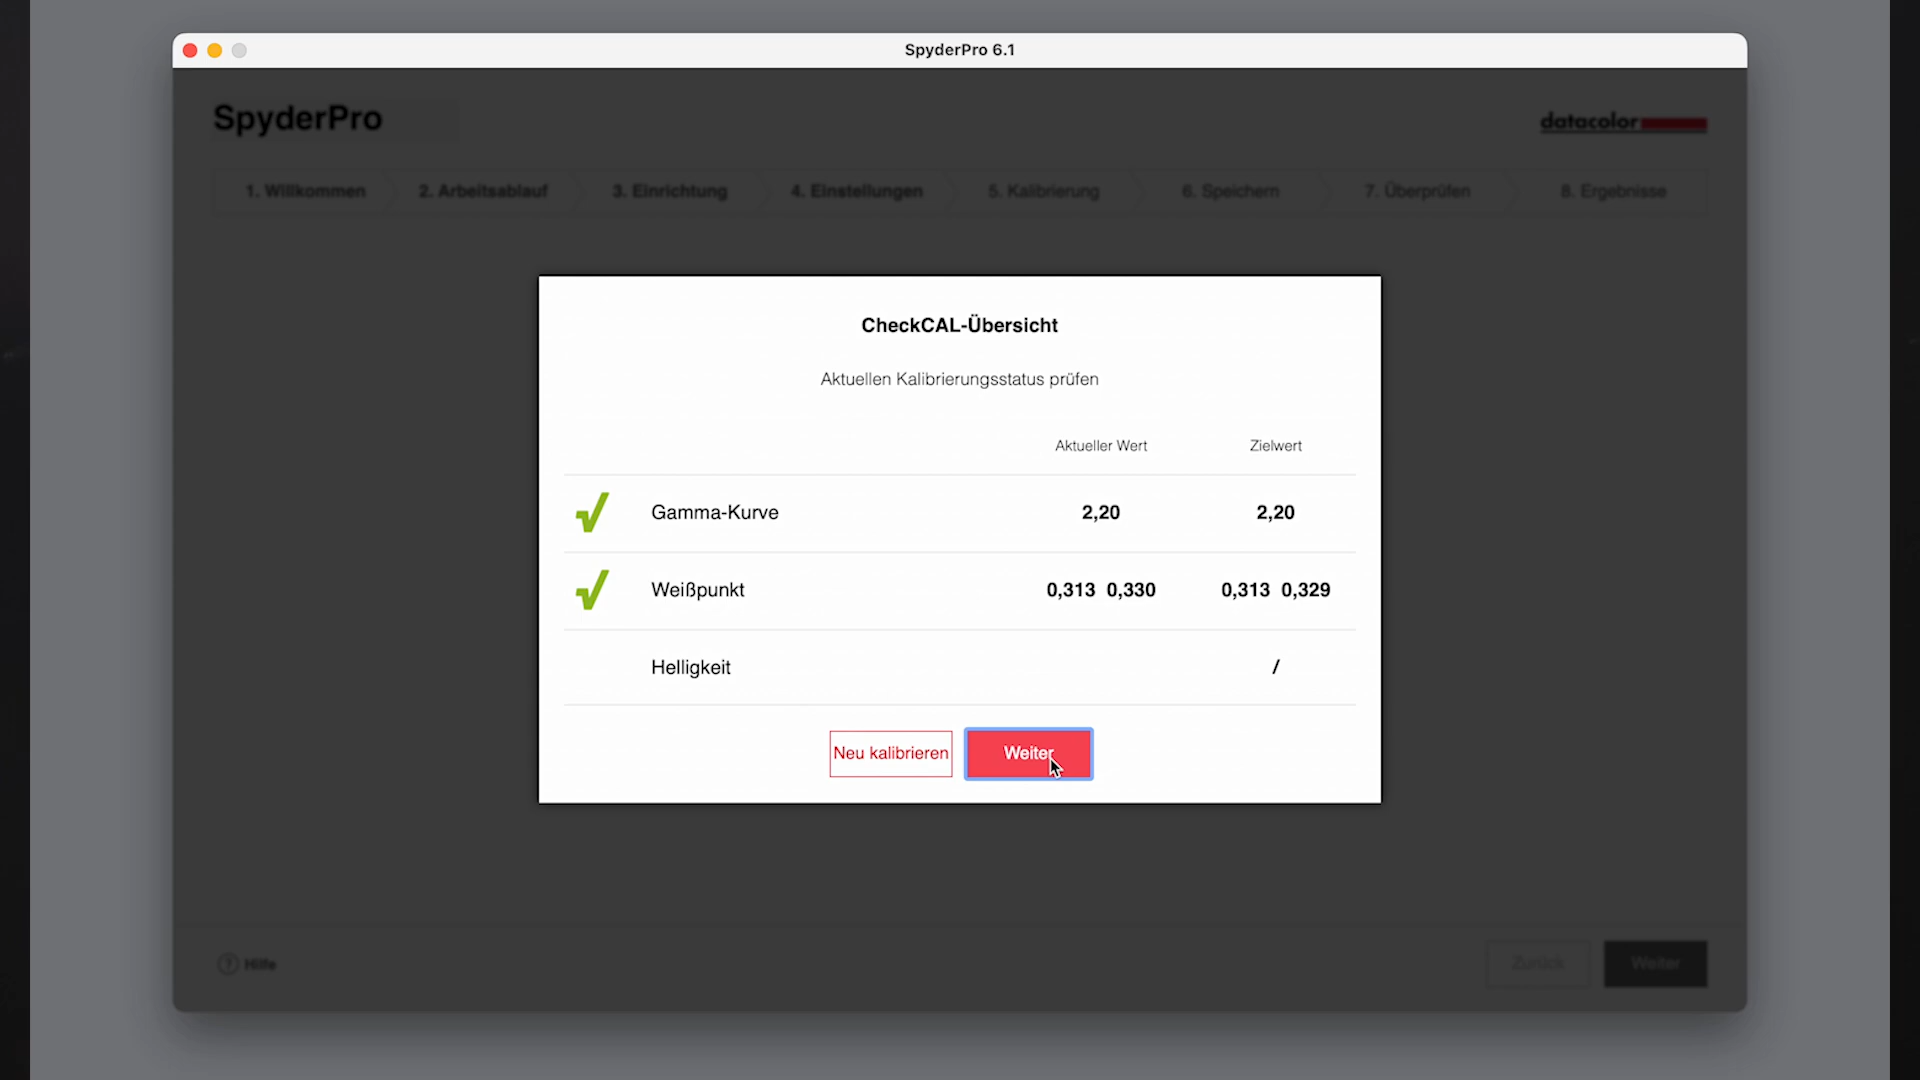 SpyderPro 6.1
SpyderPro
datacolor
1. Willkommen 2. Arbeitsablauf 3. Einrichtung 4. Einstellungen 5. Kalibrierung 6. Speichern 7. Überprüfen 8. Ergebnisse
CheckCAL-Übersicht
Aktuellen Kalibrierungsstatus prüfen
Aktueller Wert Zielwert
Gamma-Kurve 2,20 2,20
Weißpunkt 0,313 0,330 0,313 0,329
Helligkeit /
Neu kalibrieren Weiter
? Hilfe Zurück Weiter